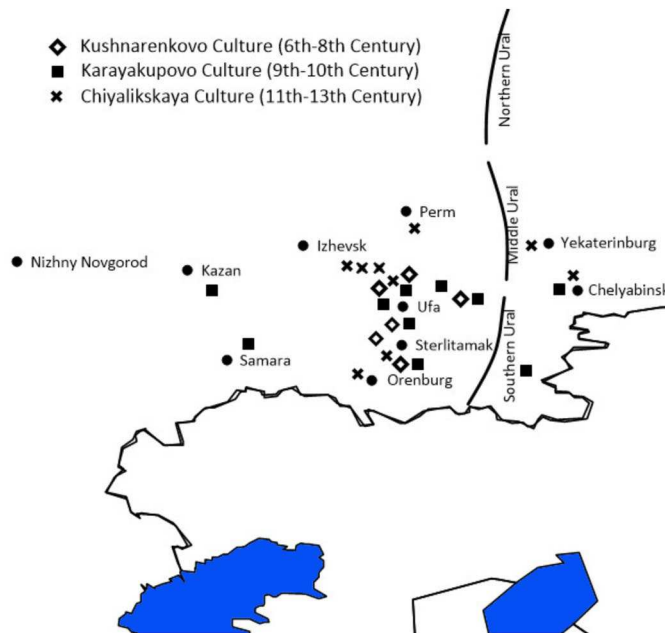 Kushnarenkovo Culture (6th-8th Century)
Karayakupovo Culture (9th-10th Century)
Chiyalikskaya Culture (11th-13th Century)
Northern Ural
Middle Ural
Southern Ural
Perm
Izhevsk
Yekaterinburg
Nizhny Novgorod
Kazan
Chelyabinsk
Ufa
Sterlitamak
Samara
Orenburg